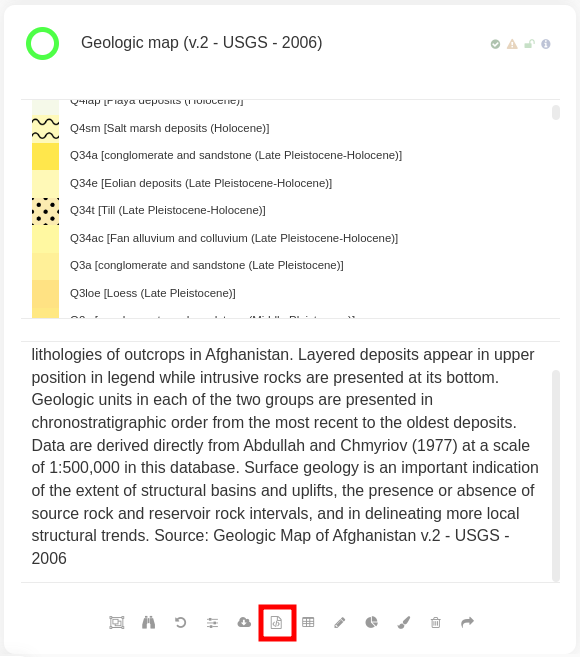 Geologic map (v.2 - USGS - 2006)
Q4lap [Playa deposits (Holocene)]
Q4sm [Salt marsh deposits (Holocene)]
Q34a [conglomerate and sandstone (Late Pleistocene-Holocene)]
Q34e [Eolian deposits (Late Pleistocene-Holocene)]
Q34t [Till (Late Pleistocene-Holocene)]
Q34ac [Fan alluvium and colluvium (Late Pleistocene-Holocene)]
Q3a [conglomerate and sandstone (Late Pleistocene)]
Q3loe [Loess (Late Pleistocene)]
lithologies of outcrops in Afghanistan. Layered deposits appear in upper
position in legend while intrusive rocks are presented at its bottom.
Geologic units in each of the two groups are presented in
chronostratigraphic order from the most recent to the oldest deposits.
Data are derived directly from Abdullah and Chmyriov (1977) at a scale
of 1:500,000 in this database. Surface geology is an important indication
of the extent of structural basins and uplifts, the presence or absence of
source rock and reservoir rock intervals, and in delineating more local
structural trends. Source: Geologic Map of Afghanistan v.2 - USGS -
2006